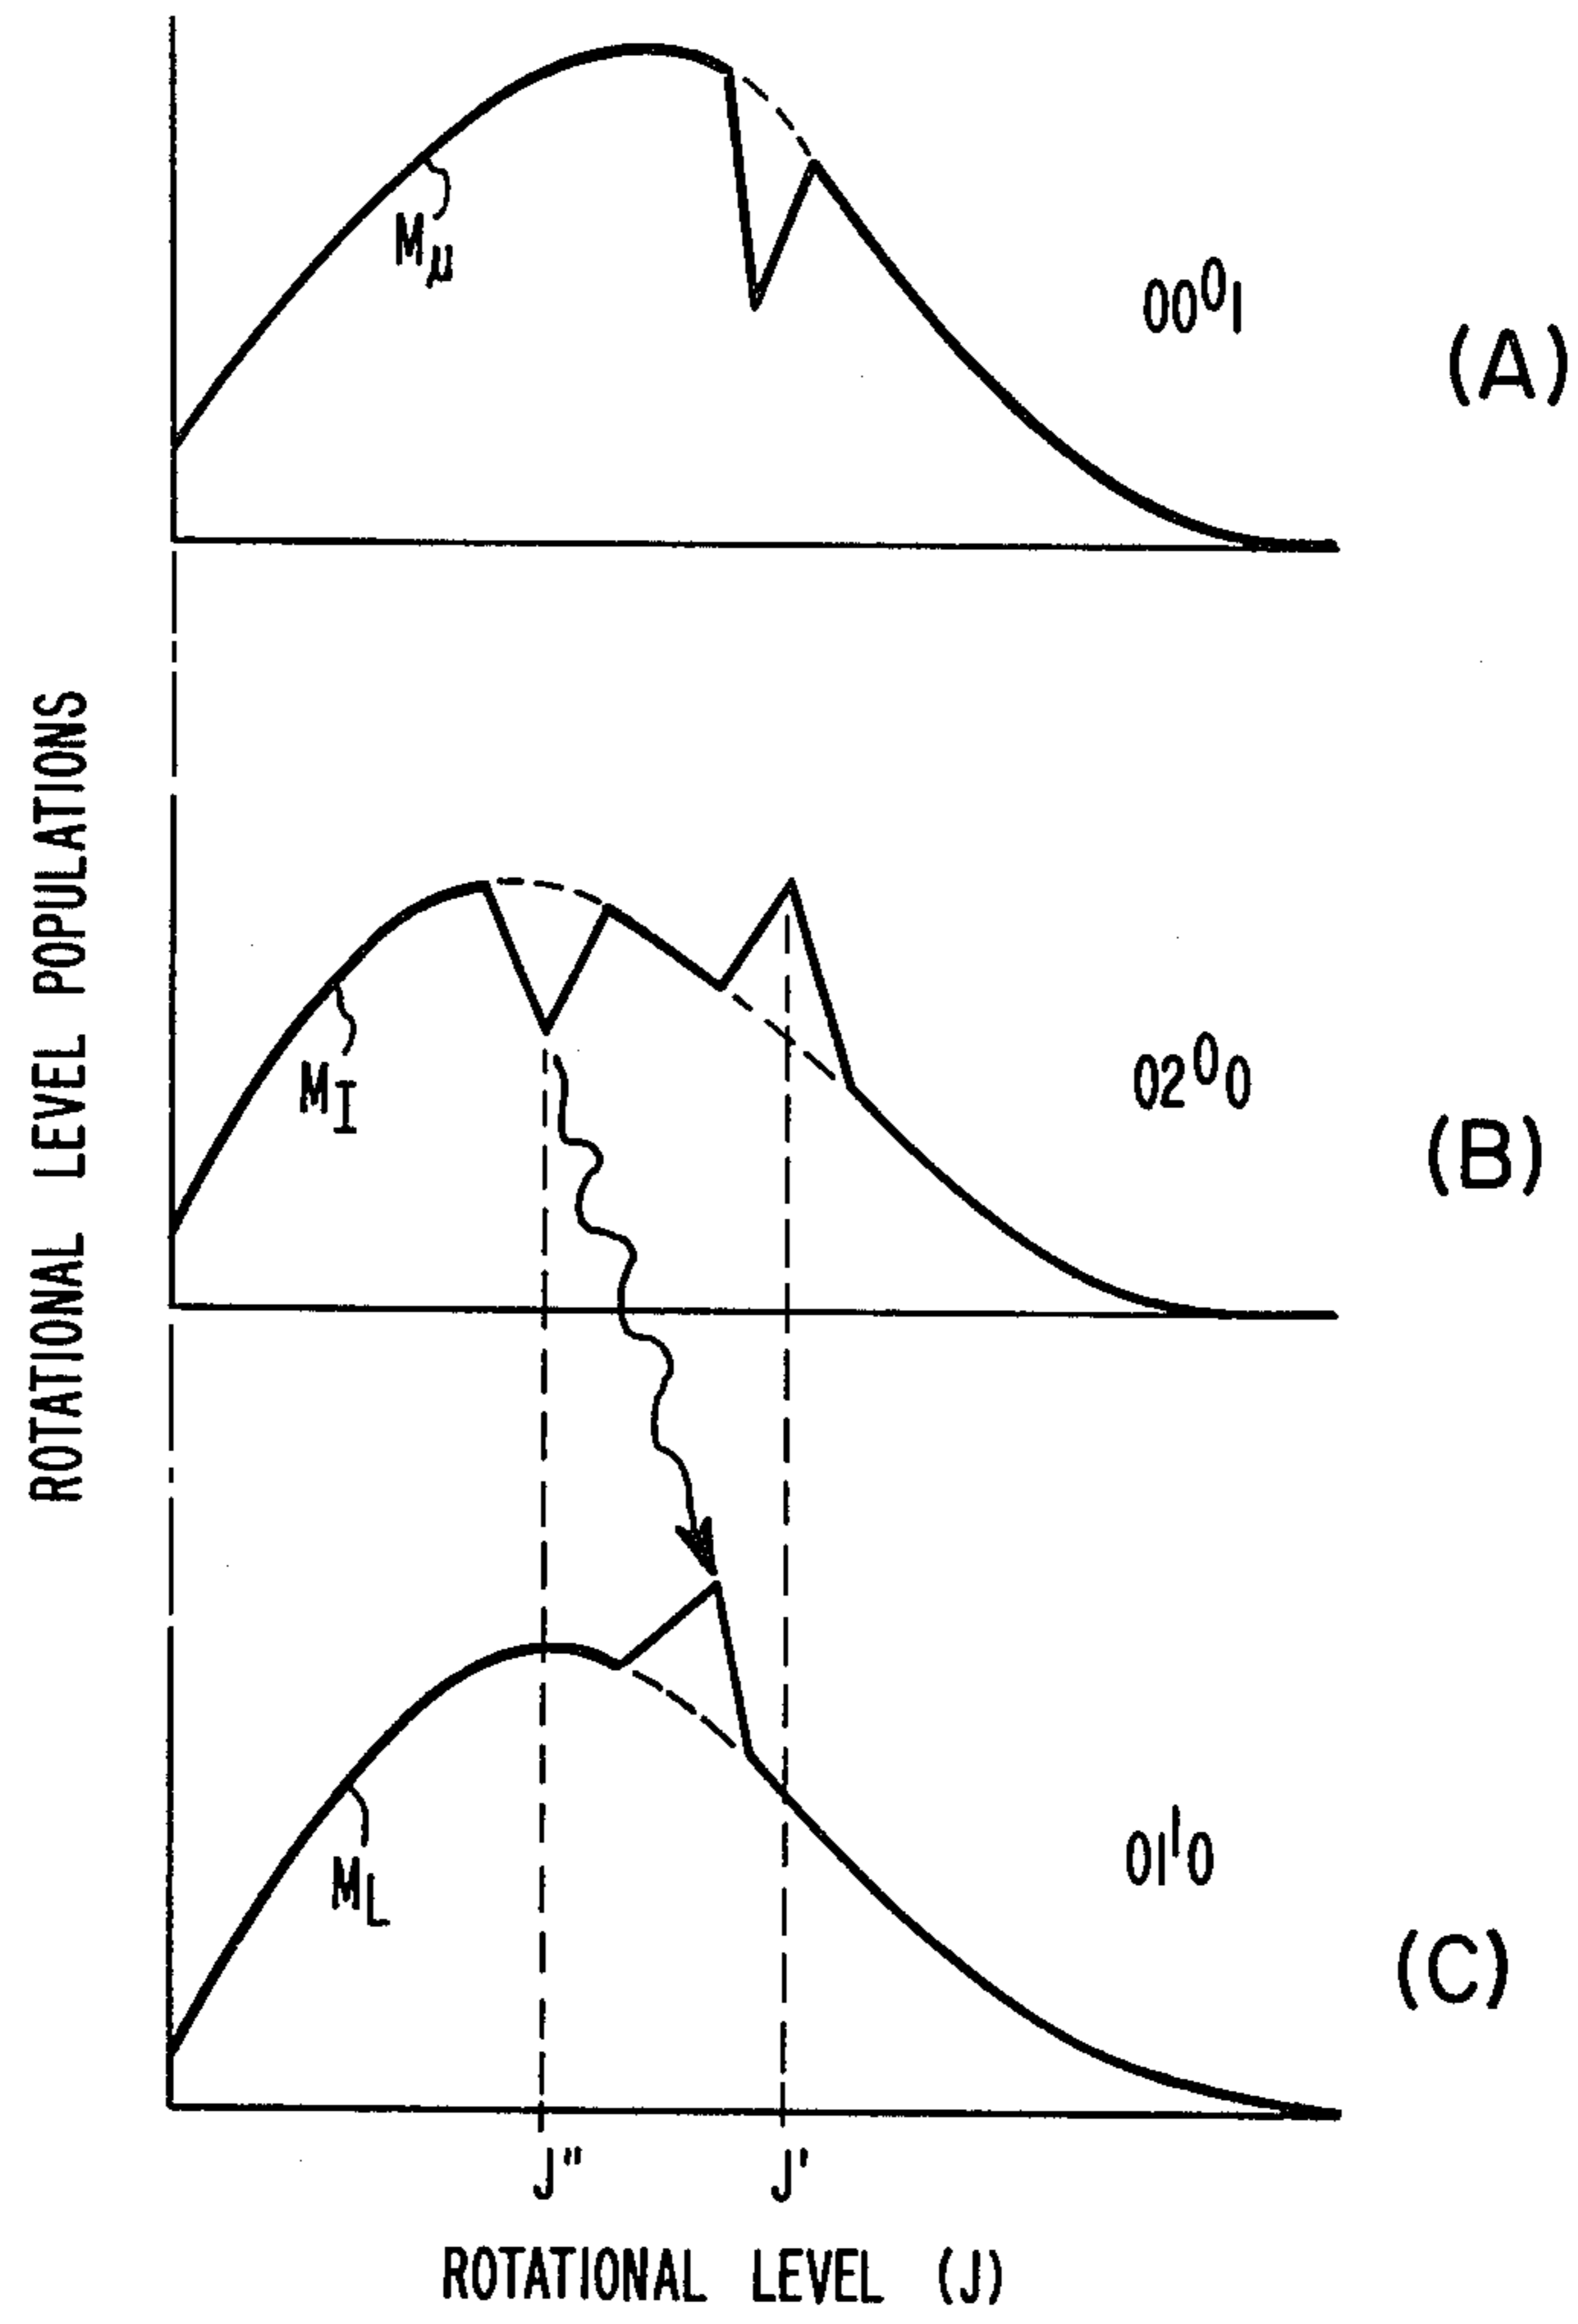 Mμ
00⁰1
(A)
MI
02⁰0
(B)
ML
01¹0
(C)
J"
J'
ROTATIONAL LEVEL (J)
ROTATIONAL LEVEL POPULATIONS